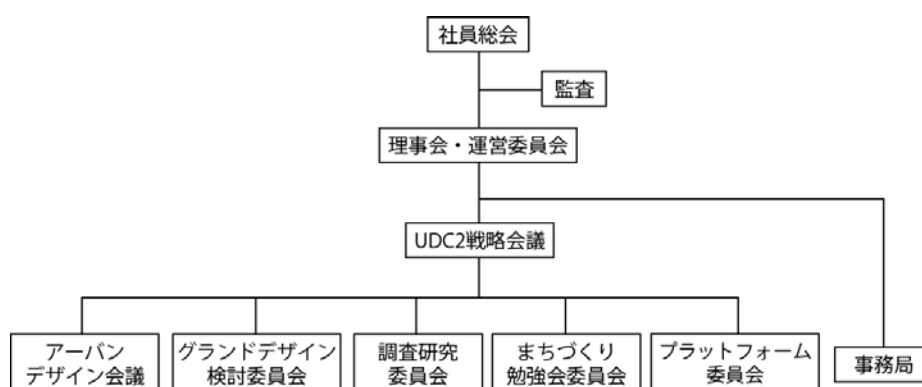 社員総会
監査
理事会・運営委員会
UDC2戦略会議
アーバン
デザイン会議
グランドデザイン
検討委員会
調査研究
委員会
まちづくり
勉強会委員会
プラットフォーム
委員会
事務局